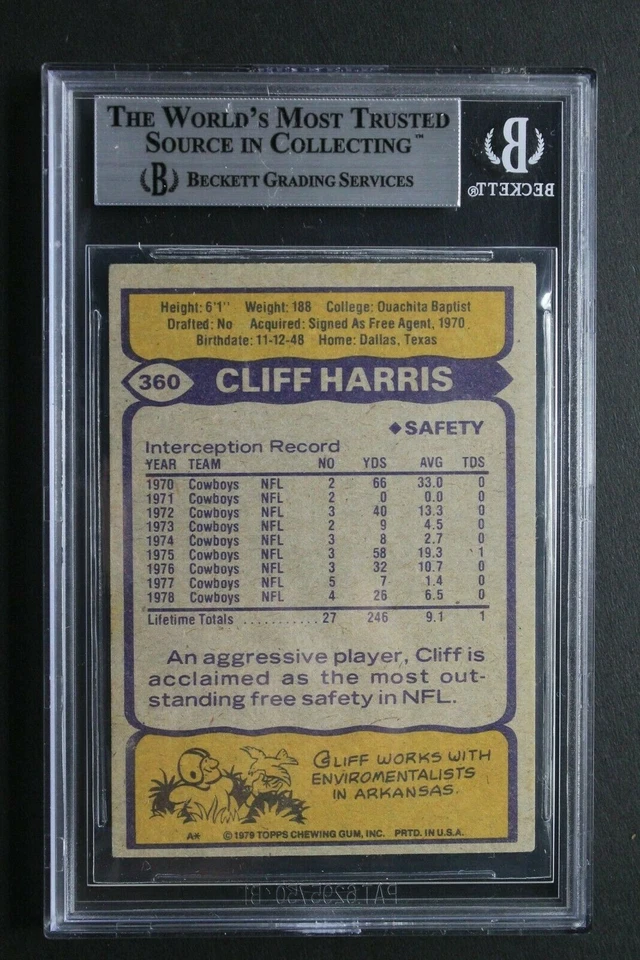 THE WORLD'S MOST TRUSTED
SOURCE IN COLLECTING™
B BECKETT GRADING SERVICES
B
BECKETT®
Height: 6'1" Weight: 188 College: Ouachita Baptist
Drafted: No Acquired: Signed As Free Agent, 1970
Birthdate: 11-12-48 Home: Dallas, Texas
360 CLIFF HARRIS
◆SAFETY
Interception Record
YEAR TEAM NO YDS AVG TDS
1970 Cowboys NFL 2 66 33.0 0
1971 Cowboys NFL 2 0 0.0 0
1972 Cowboys NFL 3 40 13.3 0
1973 Cowboys NFL 2 9 4.5 0
1974 Cowboys NFL 3 8 2.7 0
1975 Cowboys NFL 3 58 19.3 1
1976 Cowboys NFL 3 32 10.7 0
1977 Cowboys NFL 5 7 1.4 0
1978 Cowboys NFL 4 26 6.5 0
Lifetime Totals ........... 27 246 9.1 1
An aggressive player, Cliff is
acclaimed as the most out-
standing free safety in NFL.
CLIFF WORKS WITH
ENVIROMENTALISTS
IN ARKANSAS.
A* © 1979 TOPPS CHEWING GUM, INC. PRTD. IN U.S.A.